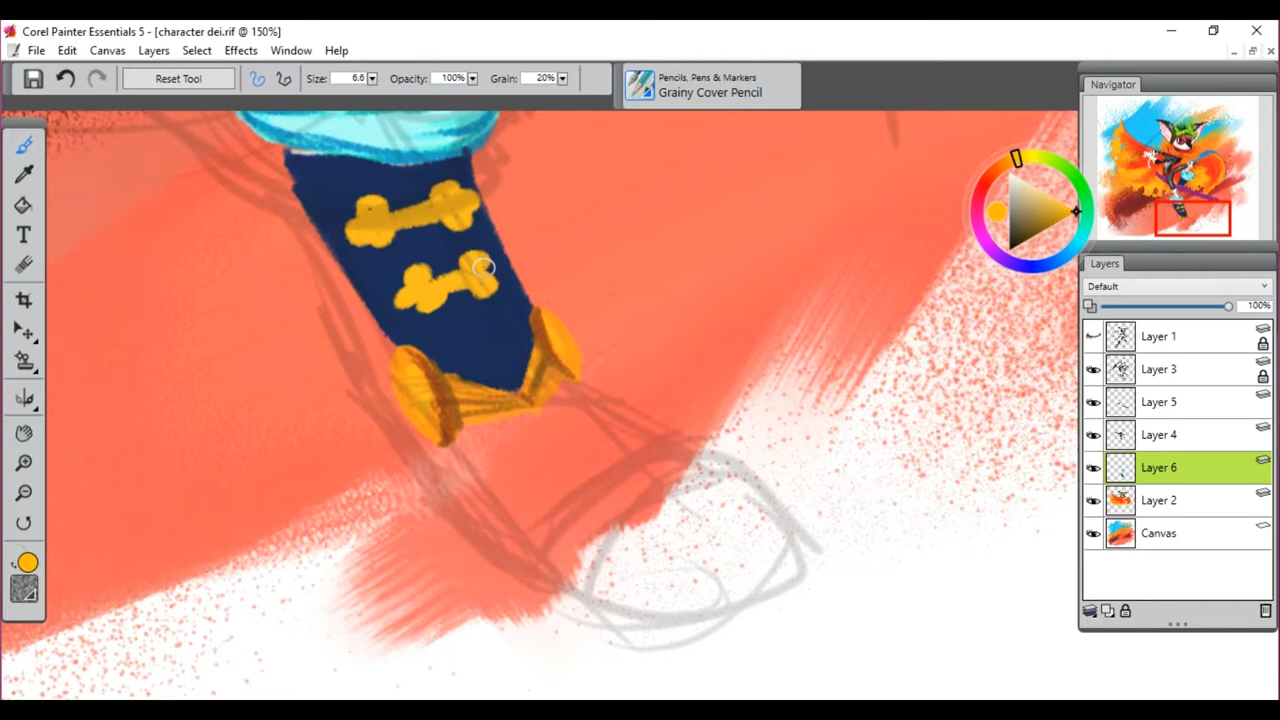 Corel Painter Essentials 5 - [character dei.rif @ 150%]
File Edit Canvas Layers Select Effects Window Help
Reset Tool Size: 6.6 Opacity: 100% Grain: 20%
Pencils, Pens & Markers
Grainy Cover Pencil
Navigator
Layers
Default
100%
Layer 1
Layer 3
Layer 5
Layer 4
Layer 6
Layer 2
Canvas